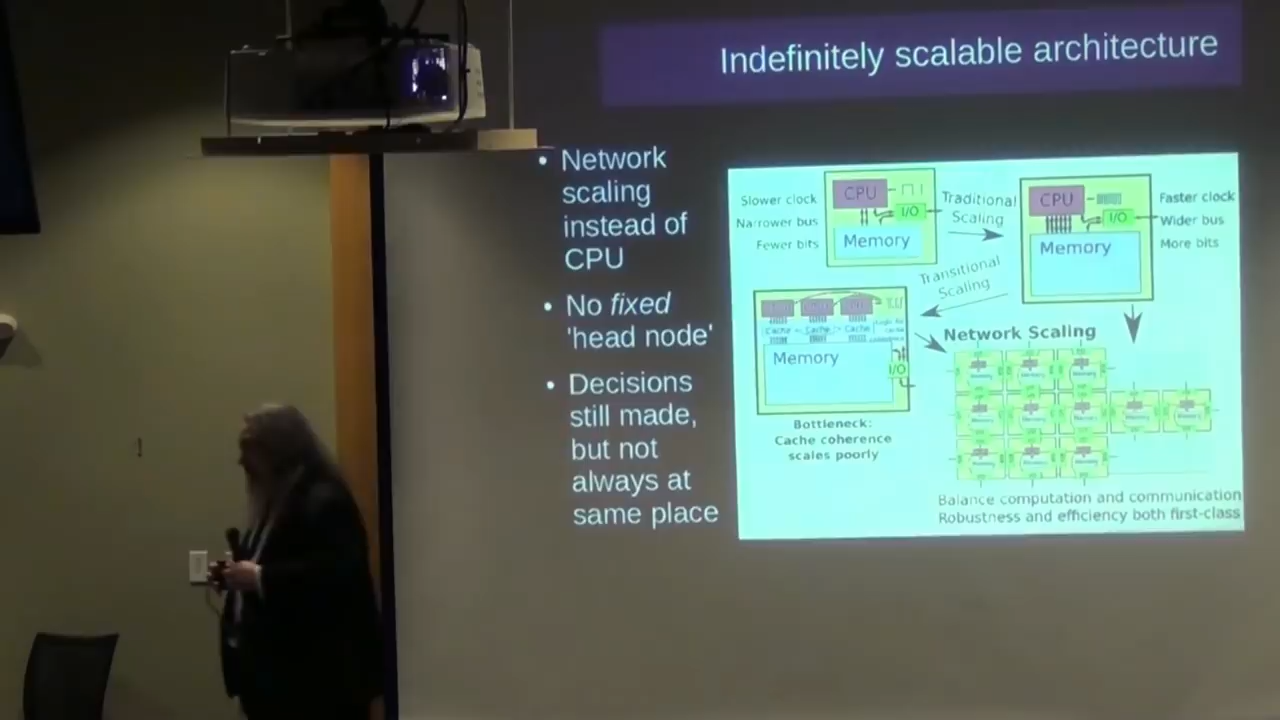 Indefinitely scalable architecture
• Network
scaling
instead of
CPU
• No fixed
'head node'
• Decisions
still made,
but not
always at
same place
Slower clock
Narrower bus
Fewer bits
CPU
I/O
Memory
Traditional
Scaling
CPU
I/O
Memory
Faster clock
Wider bus
More bits
Transitional
Scaling
Cache
Cache
Cache
Memory
I/O
Bottleneck:
Cache coherence
scales poorly
Network Scaling
Balance computation and communication
Robustness and efficiency both first-class